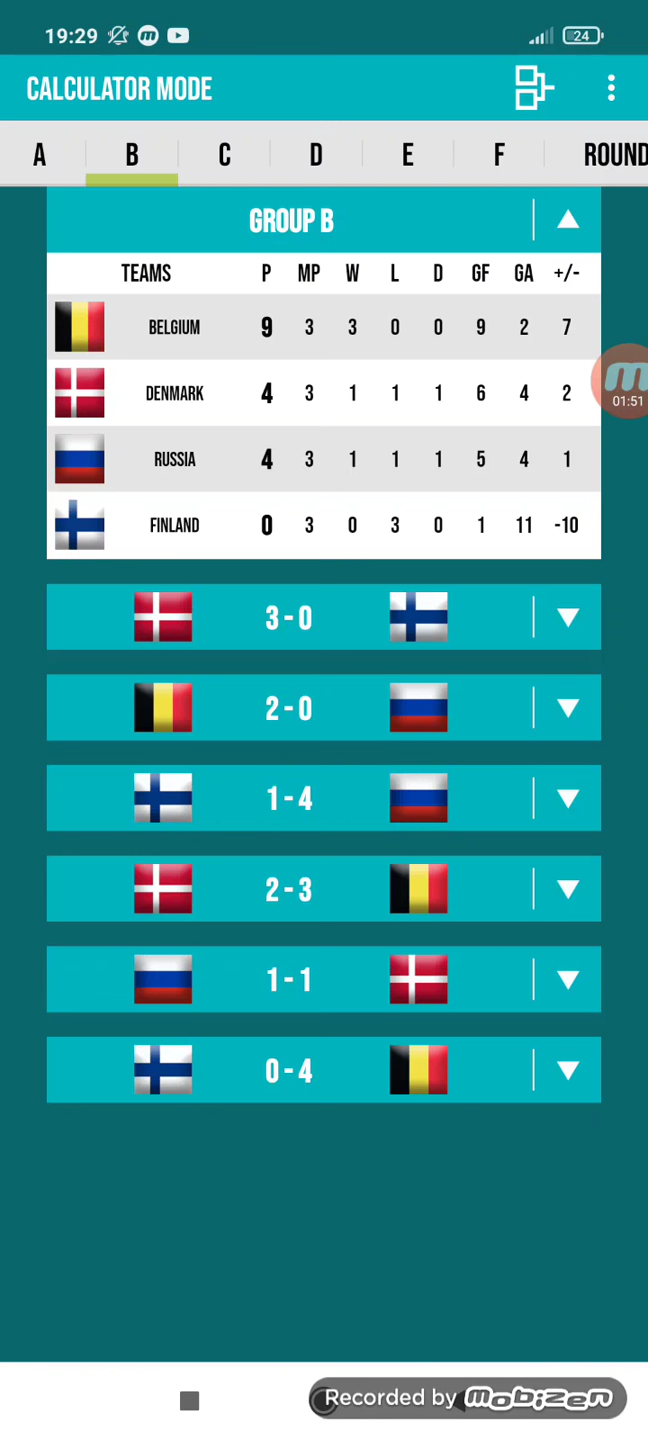 19:29 m 24
CALCULATOR MODE
A B C D E F ROUND
GROUP B
TEAMS P MP W L D GF GA +/-
BELGIUM 9 3 3 0 0 9 2 7
DENMARK 4 3 1 1 1 6 4 2
m
01:51
RUSSIA 4 3 1 1 1 5 4 1
FINLAND 0 3 0 3 0 1 11 -10
3 - 0
2 - 0
1 - 4
2 - 3
1 - 1
0 - 4
Recorded by mobizen